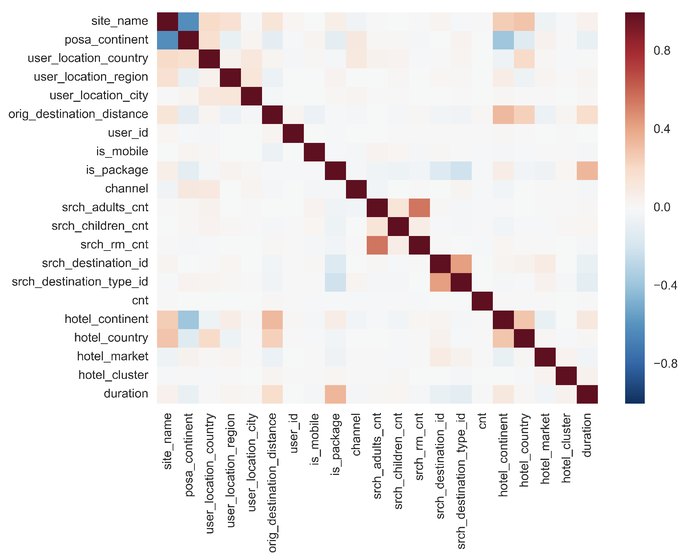 site_name
posa_continent
user_location_country
user_location_region
user_location_city
orig_destination_distance
user_id
is_mobile
is_package
channel
srch_adults_cnt
srch_children_cnt
srch_rm_cnt
srch_destination_id
srch_destination_type_id
cnt
hotel_continent
hotel_country
hotel_market
hotel_cluster
duration
site_name
posa_continent
user_location_country
user_location_region
user_location_city
orig_destination_distance
user_id
is_mobile
is_package
channel
srch_adults_cnt
srch_children_cnt
srch_rm_cnt
srch_destination_id
srch_destination_type_id
cnt
hotel_continent
hotel_country
hotel_market
hotel_cluster
duration
0.8
0.4
0.0
−0.4
−0.8